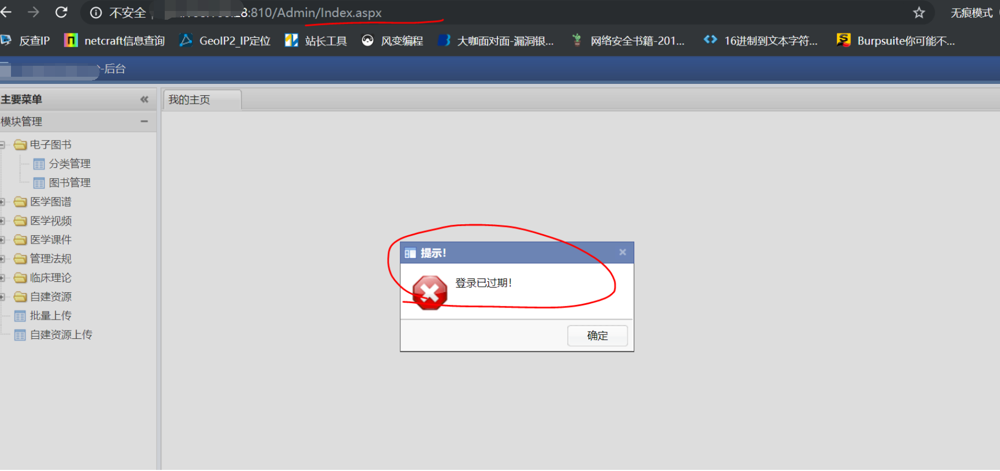 不安全
8:810/Admin/Index.aspx
无痕模式
反查IP
netcraft信息查询
GeoIP2_IP定位
站长工具
风变编程
大咖面对面-漏洞银...
网络安全书籍-201...
16进制到文本字符...
Burpsuite你可能不...
-后台
主要菜单
我的主页
模块管理
电子图书
分类管理
图书管理
医学图谱
医学视频
医学课件
管理法规
临床理论
自建资源
批量上传
自建资源上传
提示!
登录已过期!
确定